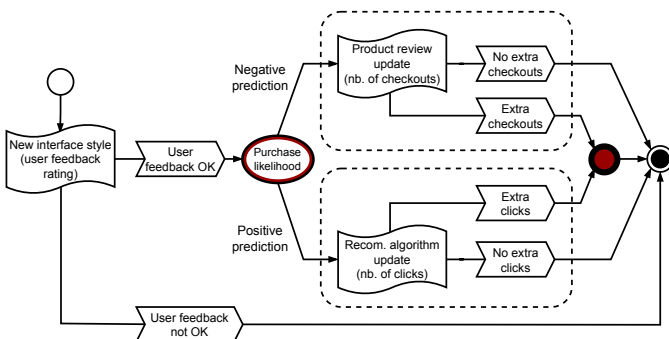 Product review
update
(nb. of checkouts)
No extra
checkouts
Negative
prediction
Extra
checkouts
New interface style
(user feedback
rating)
User
feedback OK
Purchase
likelihood
Extra
clicks
Positive
prediction
Recom. algorithm
update
(nb. of clicks)
No extra
clicks
User feedback
not OK